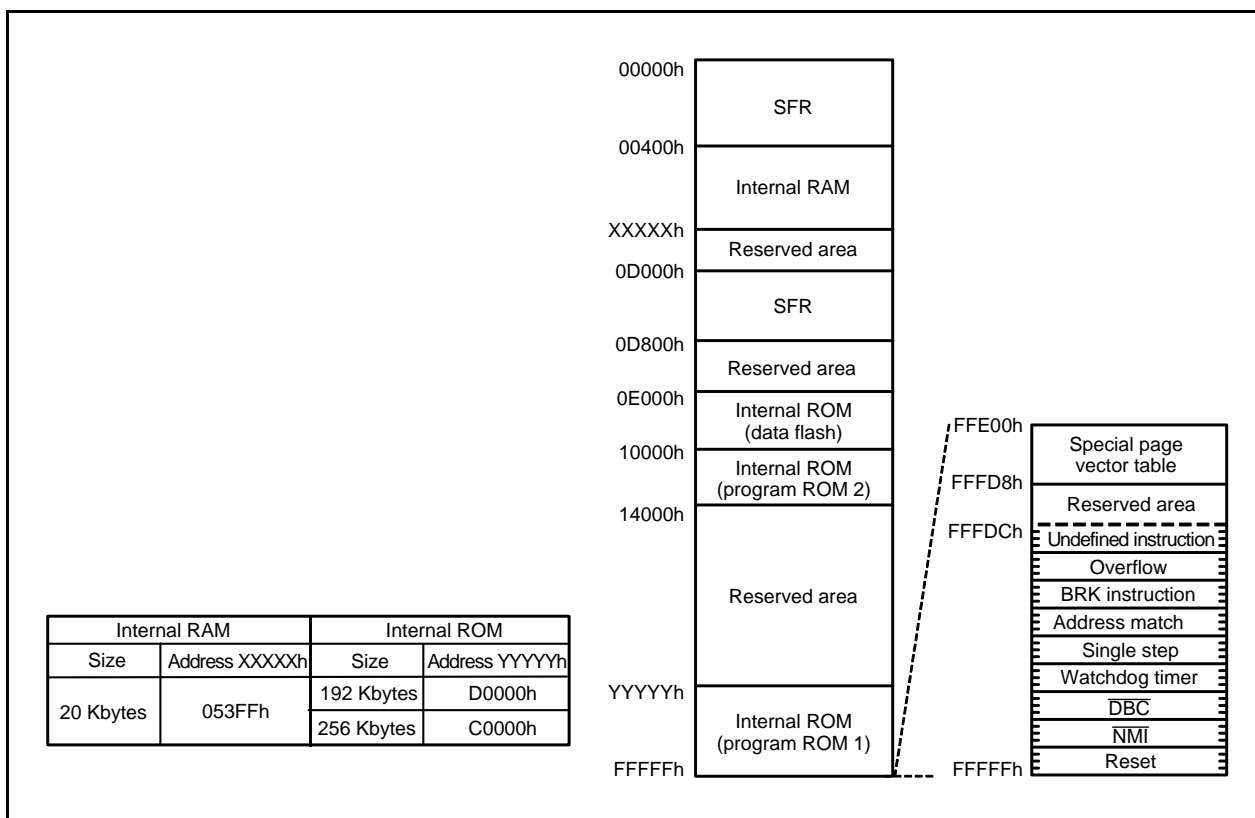 00000h
SFR
00400h
Internal RAM
XXXXXh
Reserved area
0D000h
SFR
0D800h
Reserved area
0E000h
Internal ROM
(data flash)
10000h
Internal ROM
(program ROM 2)
14000h
Reserved area
YYYYYh
Internal ROM
(program ROM 1)
FFFFFh
FFE00h
Special page
vector table
FFFD8h
Reserved area
FFFDCh
Undefined instruction
Overflow
BRK instruction
Address match
Single step
Watchdog timer
DBC
NMI
Reset
FFFFFh
Internal RAM Internal ROM
Size Address XXXXXh Size Address YYYYYh
20 Kbytes 053FFh 192 Kbytes D0000h
256 Kbytes C0000h